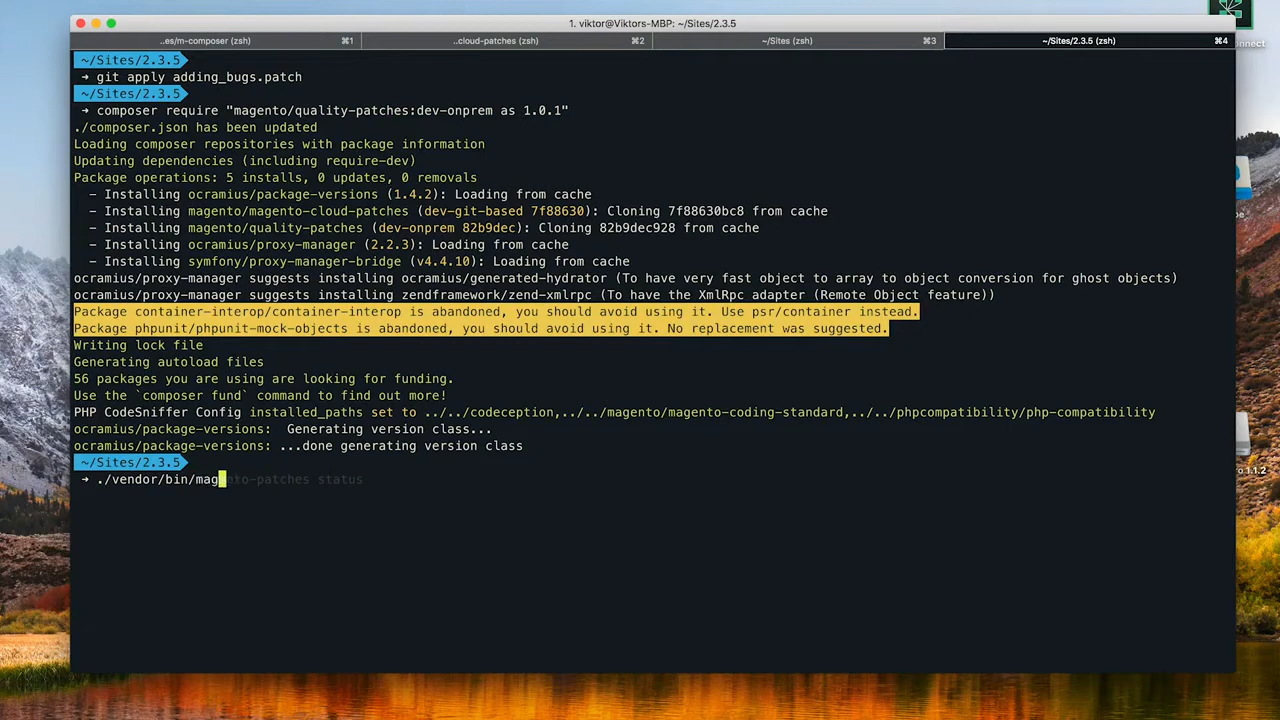 1. viktor@Viktors-MBP: ~/Sites/2.3.5
..es/m-composer (zsh) ⌘1 ..cloud-patches (zsh) ⌘2 ~/Sites (zsh) ⌘3 ~/Sites/2.3.5 (zsh) ⌘4
~/Sites/2.3.5
→ git apply adding_bugs.patch
~/Sites/2.3.5
→ composer require "magento/quality-patches:dev-onprem as 1.0.1"
./composer.json has been updated
Loading composer repositories with package information
Updating dependencies (including require-dev)
Package operations: 5 installs, 0 updates, 0 removals
– Installing ocramius/package-versions (1.4.2): Loading from cache
– Installing magento/magento-cloud-patches (dev-git-based 7f88630): Cloning 7f88630bc8 from cache
– Installing magento/quality-patches (dev-onprem 82b9dec): Cloning 82b9dec928 from cache
– Installing ocramius/proxy-manager (2.2.3): Loading from cache
– Installing symfony/proxy-manager-bridge (v4.4.10): Loading from cache
ocramius/proxy-manager suggests installing ocramius/generated-hydrator (To have very fast object to array to object conversion for ghost objects)
ocramius/proxy-manager suggests installing zendframework/zend-xmlrpc (To have the XmlRpc adapter (Remote Object feature))
Package container-interop/container-interop is abandoned, you should avoid using it. Use psr/container instead.
Package phpunit/phpunit-mock-objects is abandoned, you should avoid using it. No replacement was suggested.
Writing lock file
Generating autoload files
56 packages you are using are looking for funding.
Use the `composer fund` command to find out more!
PHP CodeSniffer Config installed_paths set to ../../codeception,../../magento/magento-coding-standard,../../phpcompatibility/php-compatibility
ocramius/package-versions:  Generating version class...
ocramius/package-versions: ...done generating version class
~/Sites/2.3.5
→ ./vendor/bin/magento-patches status
onnect
o 1.1.2